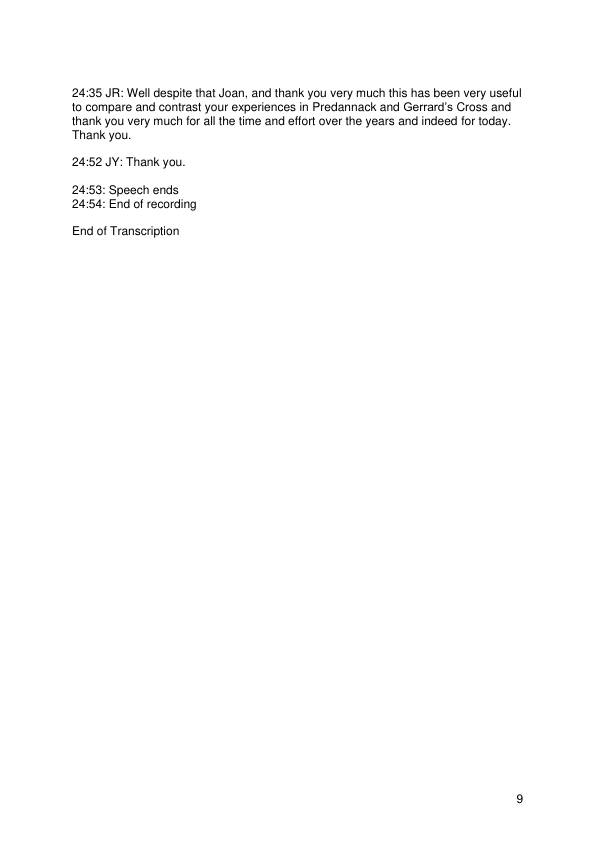 24:35 JR: Well despite that Joan, and thank you very much this has been very useful
to compare and contrast your experiences in Predannack and Gerrard’s Cross and
thank you very much for all the time and effort over the years and indeed for today.
Thank you.
24:52 JY: Thank you.
24:53: Speech ends
24:54: End of recording
End of Transcription
9